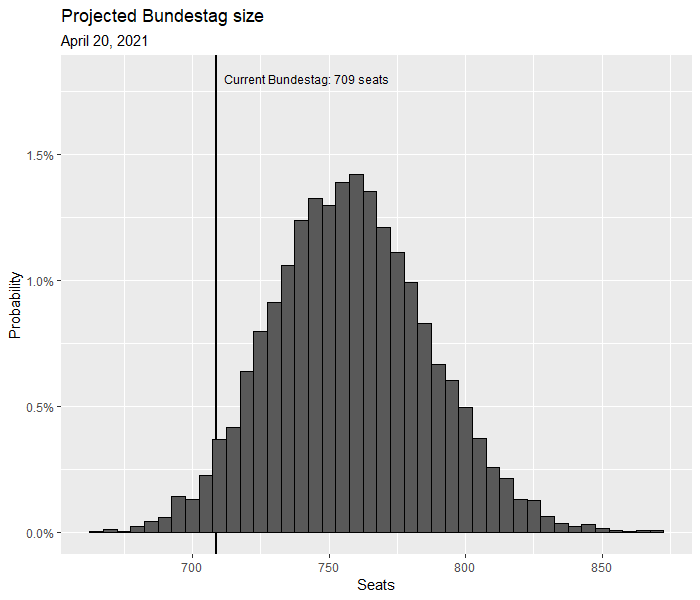 Projected Bundestag size
April 20, 2021
Current Bundestag: 709 seats
1.5%
1.0%
0.5%
0.0%
Probability
700 750 800 850
Seats